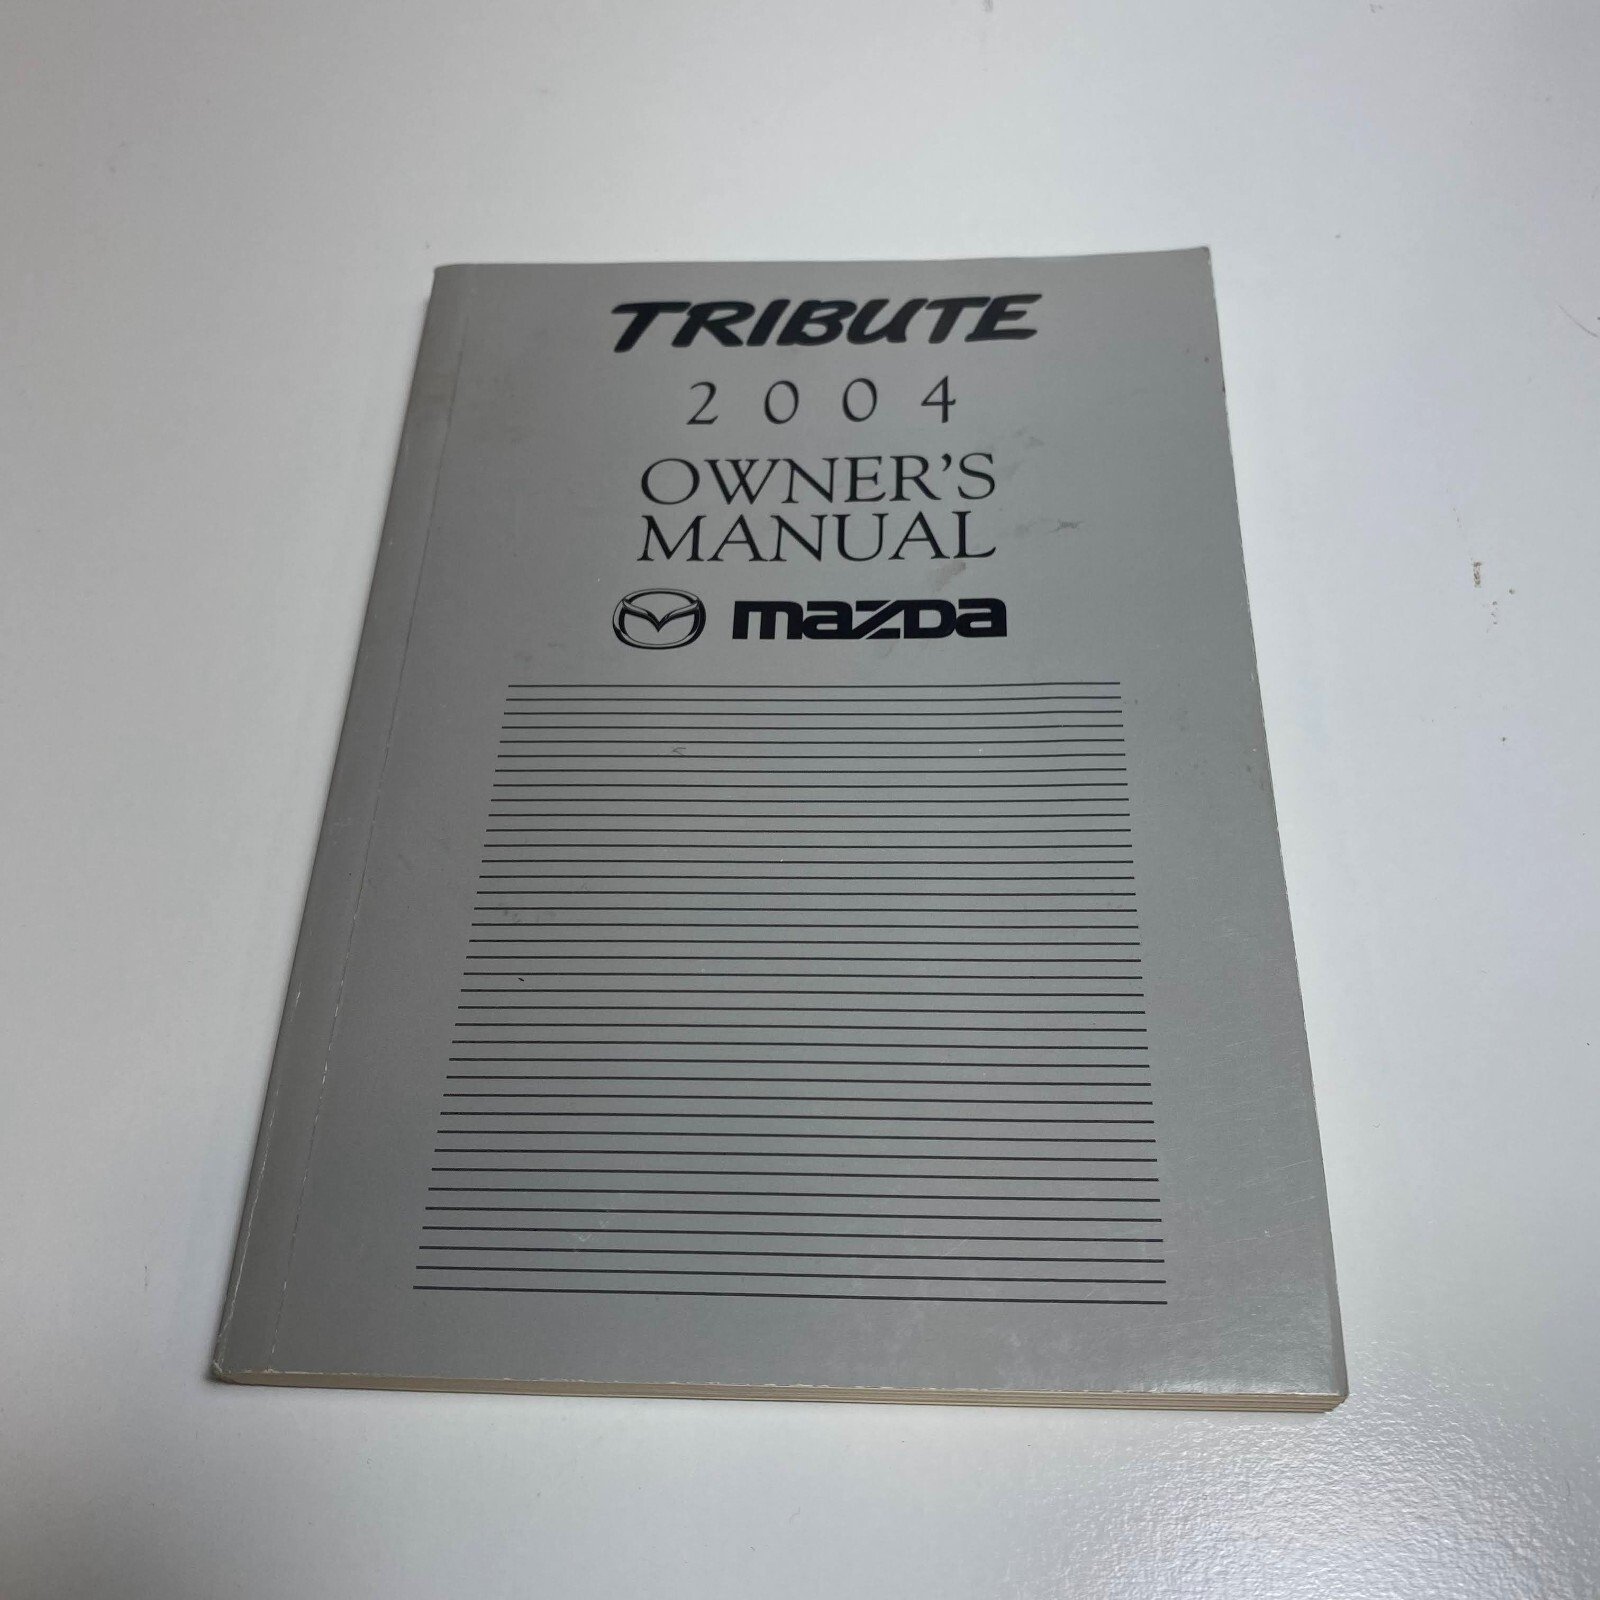 TRIBUTE
2004
OWNER'S
MANUAL
mazda